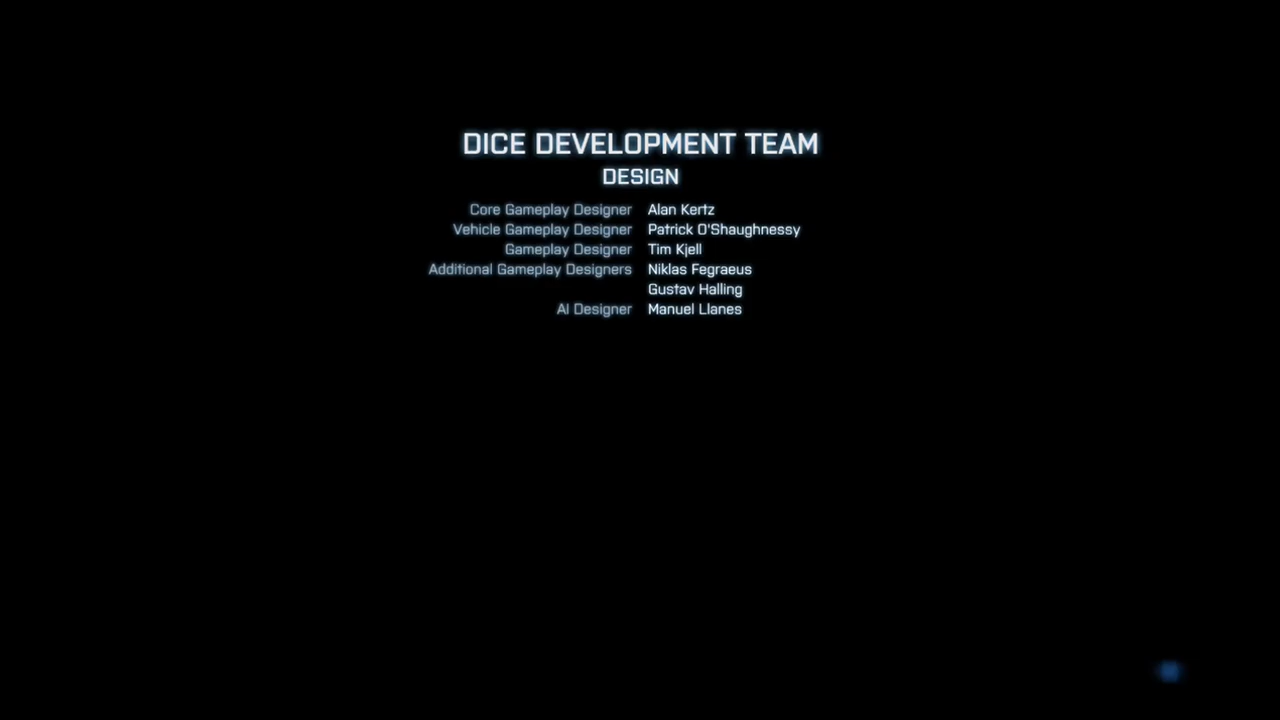 DICE DEVELOPMENT TEAM
DESIGN
Core Gameplay Designer Alan Kertz
Vehicle Gameplay Designer Patrick O'Shaughnessy
Gameplay Designer Tim Kjell
Additional Gameplay Designers Niklas Fegraeus
Gustav Halling
AI Designer Manuel Llanes